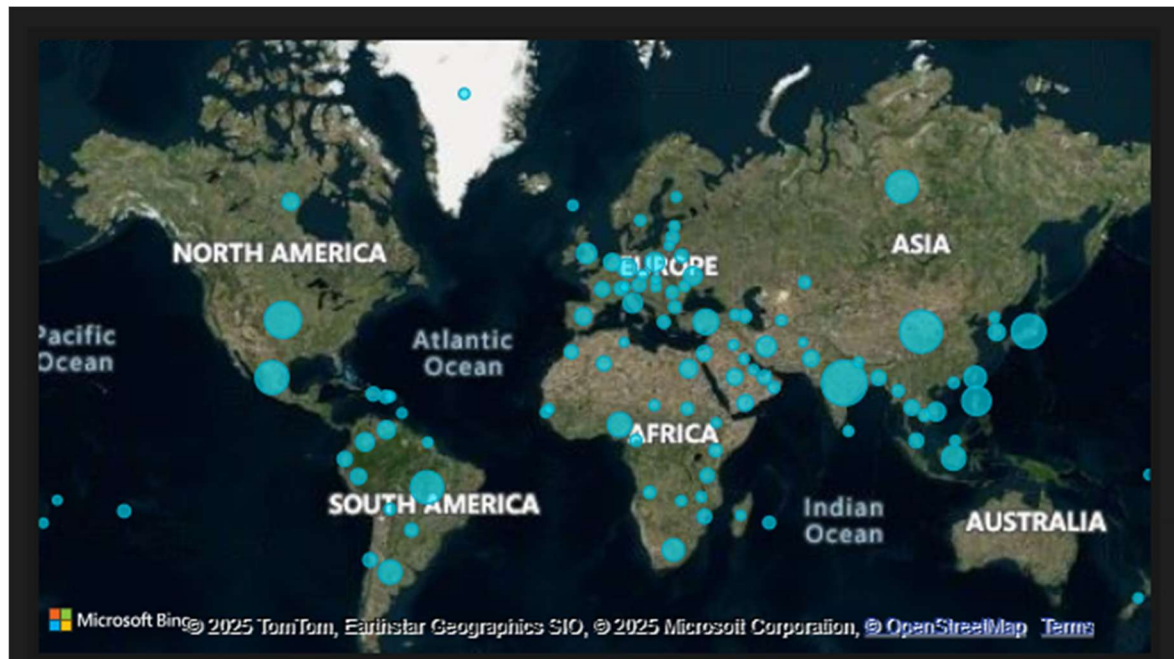 NORTH AMERICA
EUROPE
ASIA
Pacific
Ocean
Atlantic
Ocean
AFRICA
SOUTH AMERICA
Indian
Ocean
AUSTRALIA
Microsoft Bing
© 2025 TomTom, Earthstar Geographics SIO, © 2025 Microsoft Corporation, © OpenStreetMap Terms